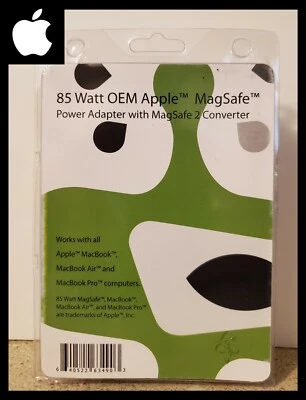 85 Watt OEM Apple™ MagSafe™
Power Adapter with MagSafe 2 Converter
Works with all
Apple™ MacBook™,
MacBook Air™ and
MacBook Pro™ computers.
85 Watt MagSafe™, MacBook™,
MacBook Air™, and MacBook Pro™
are trademarks of Apple™, Inc.